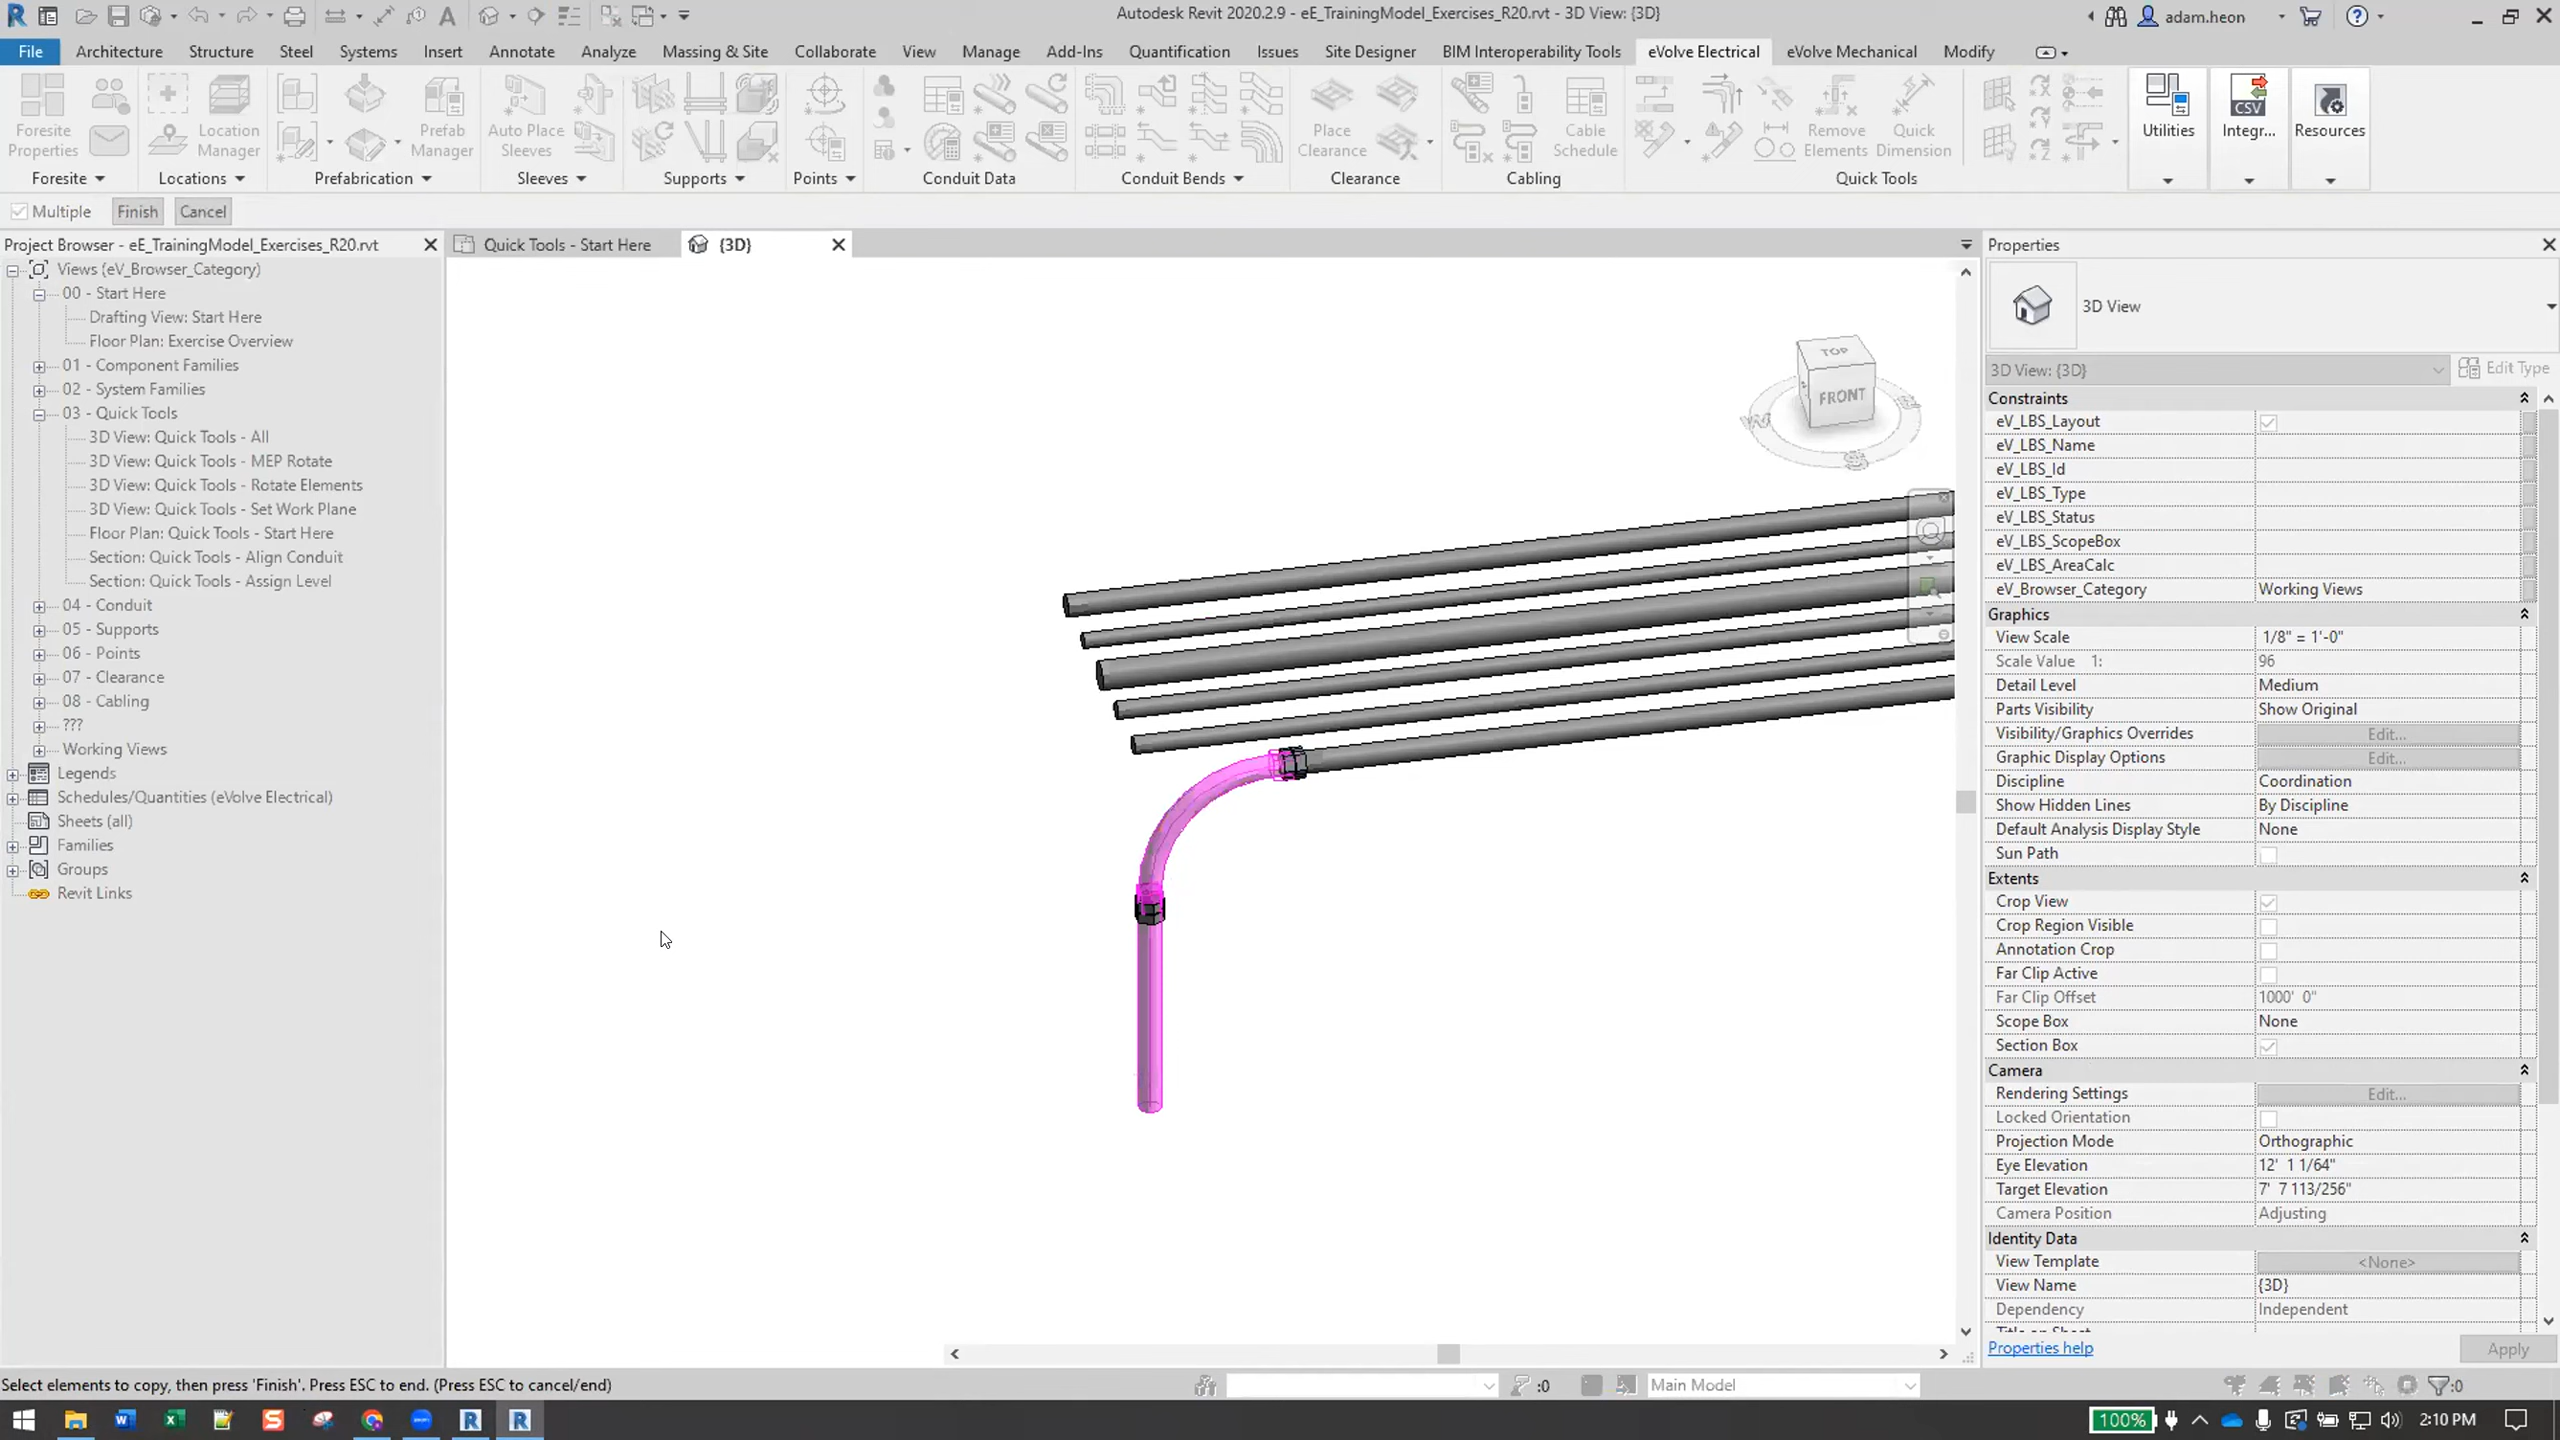 Autodesk Revit 2020.2.9 - eE_TrainingModel_Exercises_R20.rvt - 3D View: {3D}
adam.heon
File Architecture Structure Steel Systems Insert Annotate Analyze Massing & Site Collaborate View Manage Add-Ins Quantification Issues Site Designer BIM Interoperability Tools eVolve Electrical eVolve Mechanical Modify
Foresite Properties
Location Manager
Prefab Manager
Auto Place Sleeves
Place Clearance
Cable Schedule
Remove Elements
Quick Dimension
Utilities
CSV
Integr...
Resources
Foresite Locations Prefabrication Sleeves Supports Points Conduit Data Conduit Bends Clearance Cabling Quick Tools
Multiple Finish Cancel
Project Browser - eE_TrainingModel_Exercises_R20.rvt
Quick Tools - Start Here
{3D}
Properties
Views (eV_Browser_Category)
00 - Start Here
Drafting View: Start Here
Floor Plan: Exercise Overview
01 - Component Families
02 - System Families
03 - Quick Tools
3D View: Quick Tools - All
3D View: Quick Tools - MEP Rotate
3D View: Quick Tools - Rotate Elements
3D View: Quick Tools - Set Work Plane
Floor Plan: Quick Tools - Start Here
Section: Quick Tools - Align Conduit
Section: Quick Tools - Assign Level
04 - Conduit
05 - Supports
06 - Points
07 - Clearance
08 - Cabling
???
Working Views
Legends
Schedules/Quantities (eVolve Electrical)
Sheets (all)
Families
Groups
Revit Links
TOP
FRONT
3D View
3D View: {3D} Edit Type
Constraints
eV_LBS_Layout
eV_LBS_Name
eV_LBS_Id
eV_LBS_Type
eV_LBS_Status
eV_LBS_ScopeBox
eV_LBS_AreaCalc
eV_Browser_Category Working Views
Graphics
View Scale 1/8" = 1'-0"
Scale Value 1: 96
Detail Level Medium
Parts Visibility Show Original
Visibility/Graphics Overrides Edit...
Graphic Display Options Edit...
Discipline Coordination
Show Hidden Lines By Discipline
Default Analysis Display Style None
Sun Path
Extents
Crop View
Crop Region Visible
Annotation Crop
Far Clip Active
Far Clip Offset 1000' 0"
Scope Box None
Section Box
Camera
Rendering Settings Edit...
Locked Orientation
Projection Mode Orthographic
Eye Elevation 12' 1 1/64"
Target Elevation 7' 7 113/256"
Camera Position Adjusting
Identity Data
View Template <None>
View Name {3D}
Dependency Independent
Properties help Apply
Select elements to copy, then press 'Finish'. Press ESC to end. (Press ESC to cancel/end)
:0
Main Model
:0
100%
2:10 PM